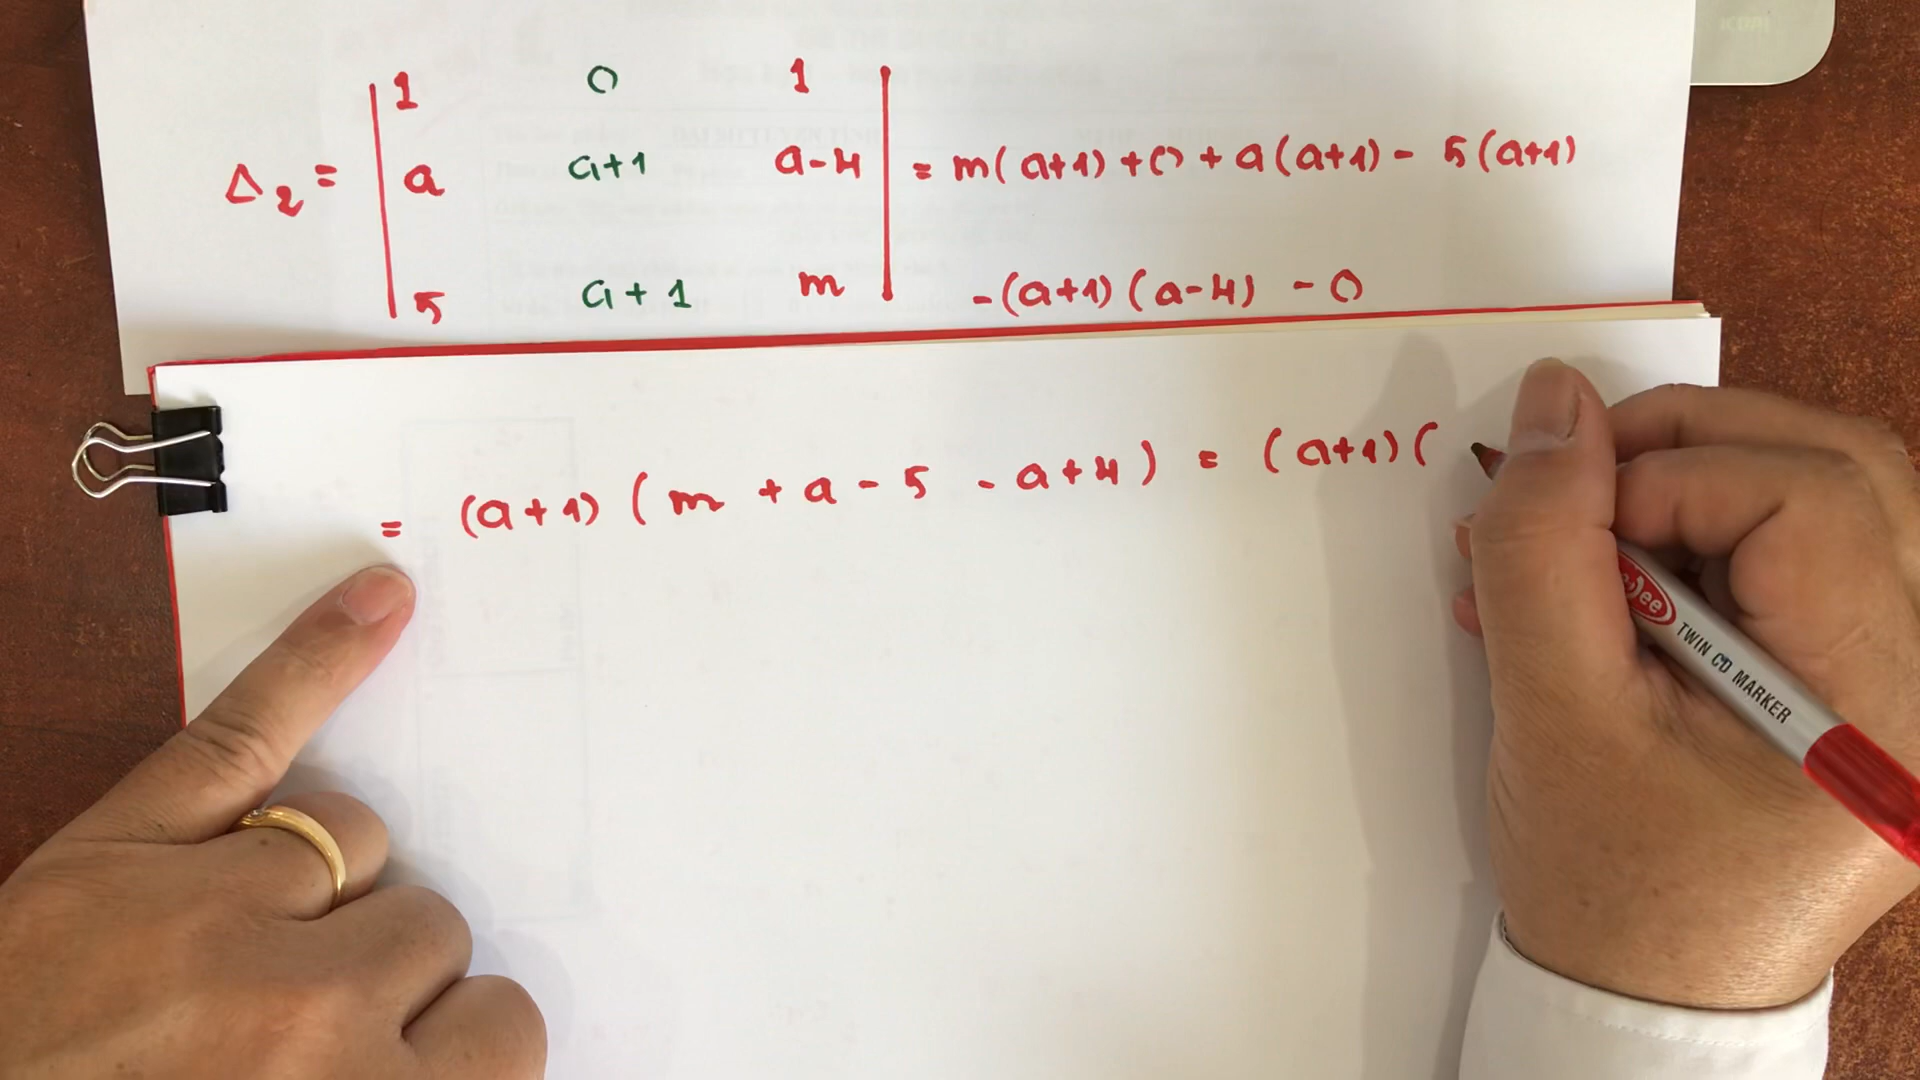 1 0 1
Δ₂ = a a+1 a-4 = m(a+1) + 0 + a(a+1) - 5(a+1)
5 a+1 m -(a+1)(a-4) - 0
= (a+1)(m + a - 5 - a+4) = (a+1)(
TWIN CD MARKER